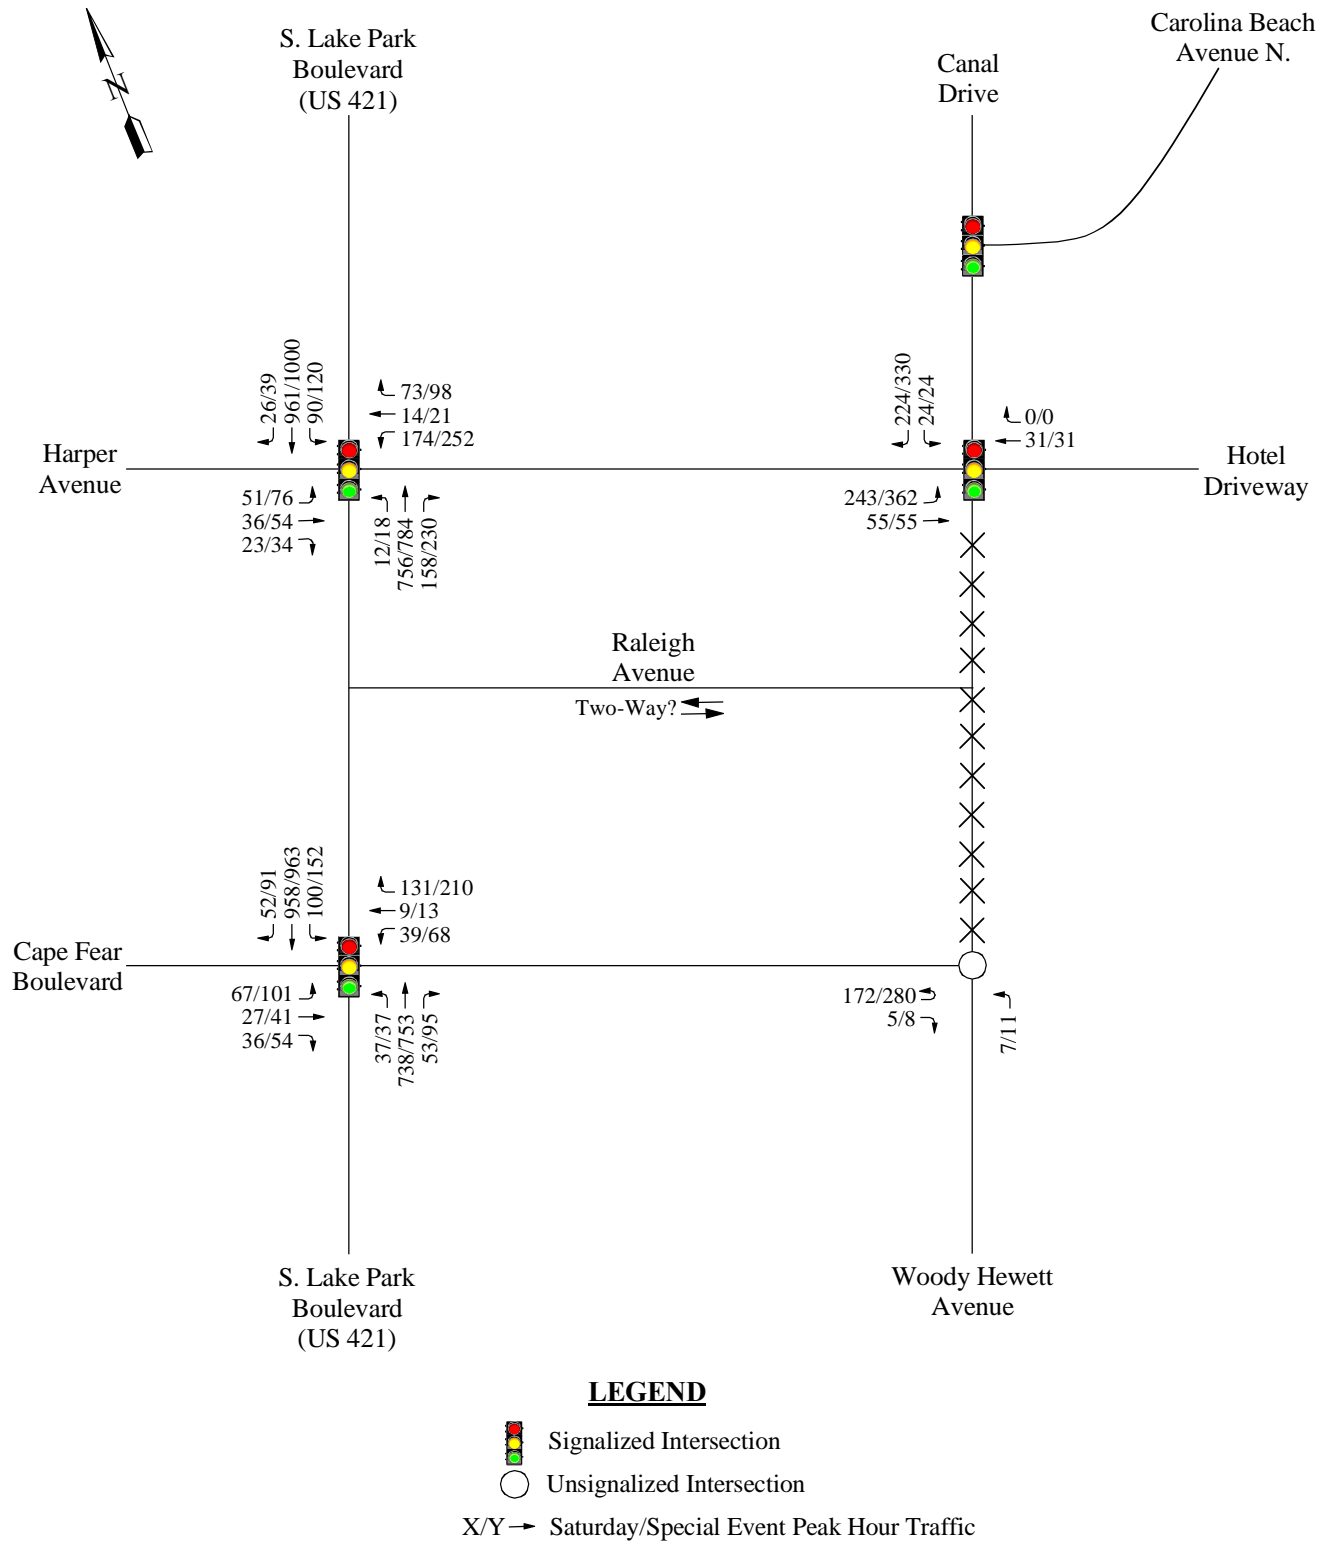 S. Lake Park
Boulevard
(US 421)
Canal
Drive
Carolina Beach
Avenue N.
N
26/39
961/1000
90/120
73/98
14/21
174/252
224/330
24/24
0/0
31/31
Harper
Avenue
Hotel
Driveway
51/76
36/54
23/34
12/18
756/784
158/230
243/362
55/55
Raleigh
Avenue
Two-Way?
52/91
958/963
100/152
131/210
9/13
39/68
Cape Fear
Boulevard
67/101
27/41
36/54
37/37
738/753
53/95
172/280
5/8
7/11
S. Lake Park
Boulevard
(US 421)
Woody Hewett
Avenue
LEGEND
Signalized Intersection
Unsignalized Intersection
X/Y Saturday/Special Event Peak Hour Traffic